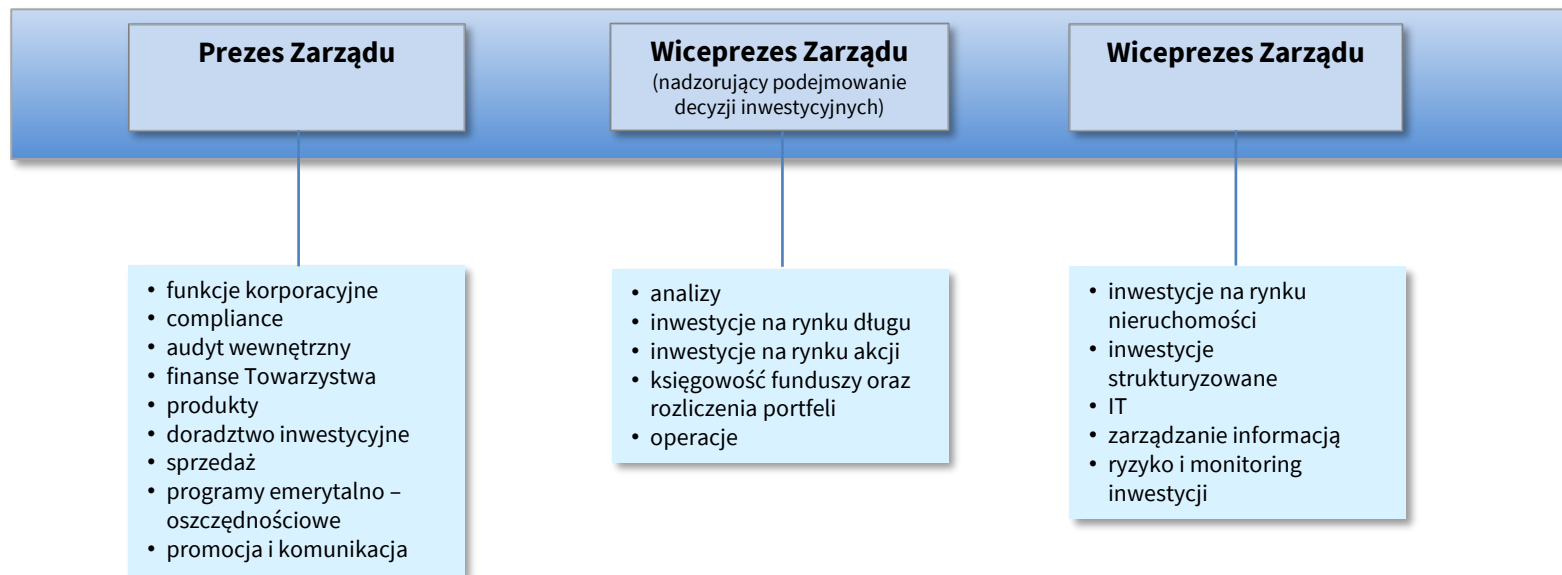 Prezes Zarządu
Wiceprezes Zarządu
(nadzorujący podejmowanie
decyzji inwestycyjnych)
Wiceprezes Zarządu
• funkcje korporacyjne
• compliance
• audyt wewnętrzny
• finanse Towarzystwa
• produkty
• doradztwo inwestycyjne
• sprzedaż
• programy emerytalno –
oszczędnościowe
• promocja i komunikacja
• analizy
• inwestycje na rynku długu
• inwestycje na rynku akcji
• księgowość funduszy oraz
rozliczenia portfeli
• operacje
• inwestycje na rynku
nieruchomości
• inwestycje
strukturyzowane
• IT
• zarządzanie informacją
• ryzyko i monitoring
inwestycji